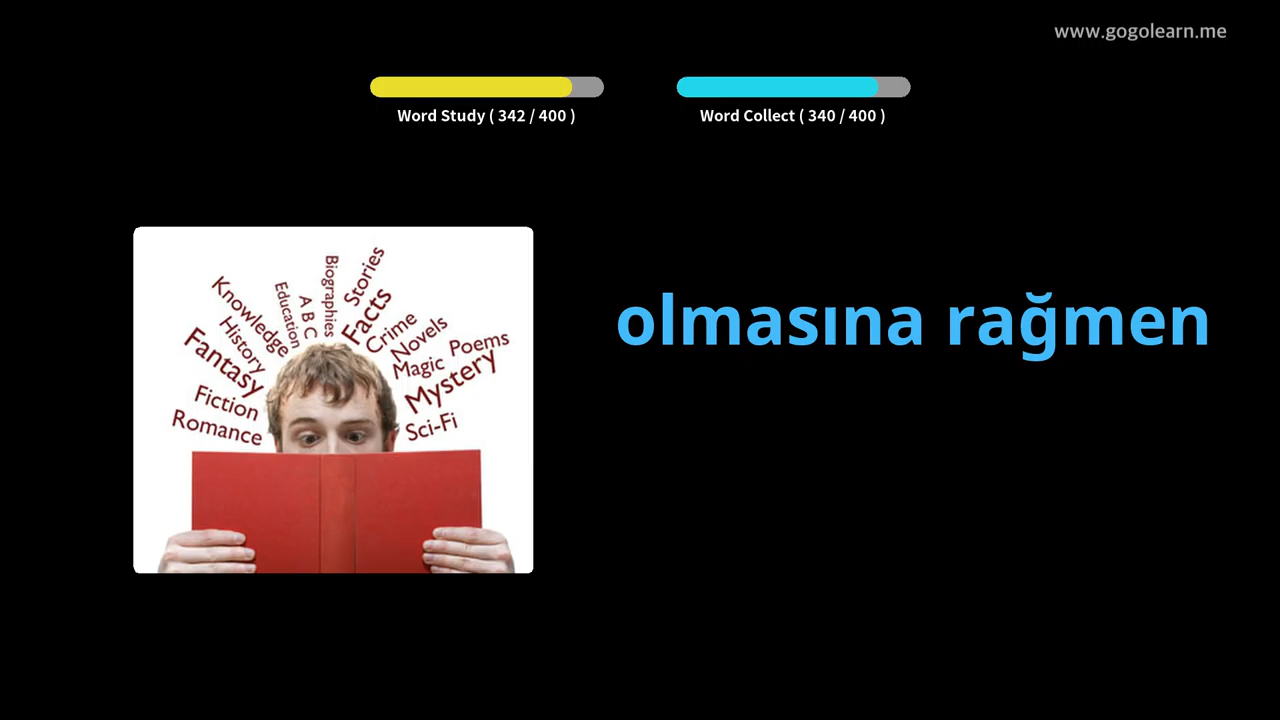 www.gogolearn.me
Word Study ( 342 / 400 )
Word Collect ( 340 / 400 )
olmasına rağmen
Knowledge
History
Fantasy
Fiction
Romance
Education
A B C
Biographies
Stories
Facts
Crime
Novels
Magic
Poems
Mystery
Sci-Fi